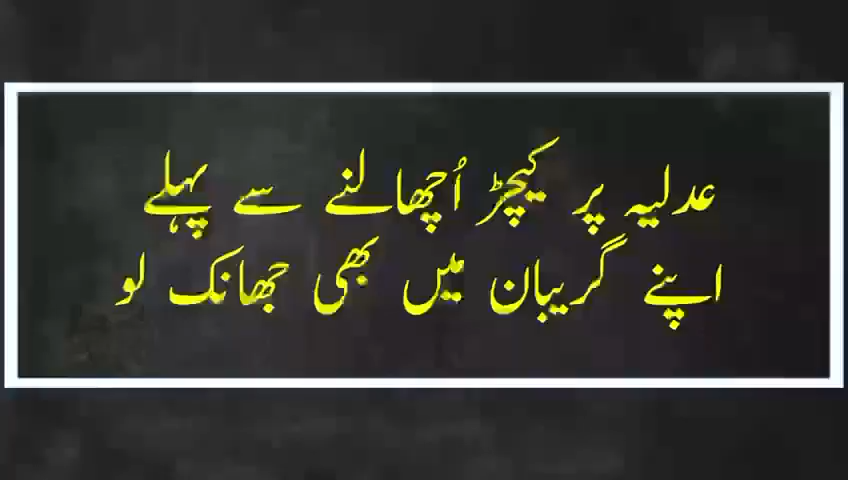 عدلیہ پر کیچڑ اُچھالنے سے پہلے
اپنے گریبان میں بھی جھانک لو